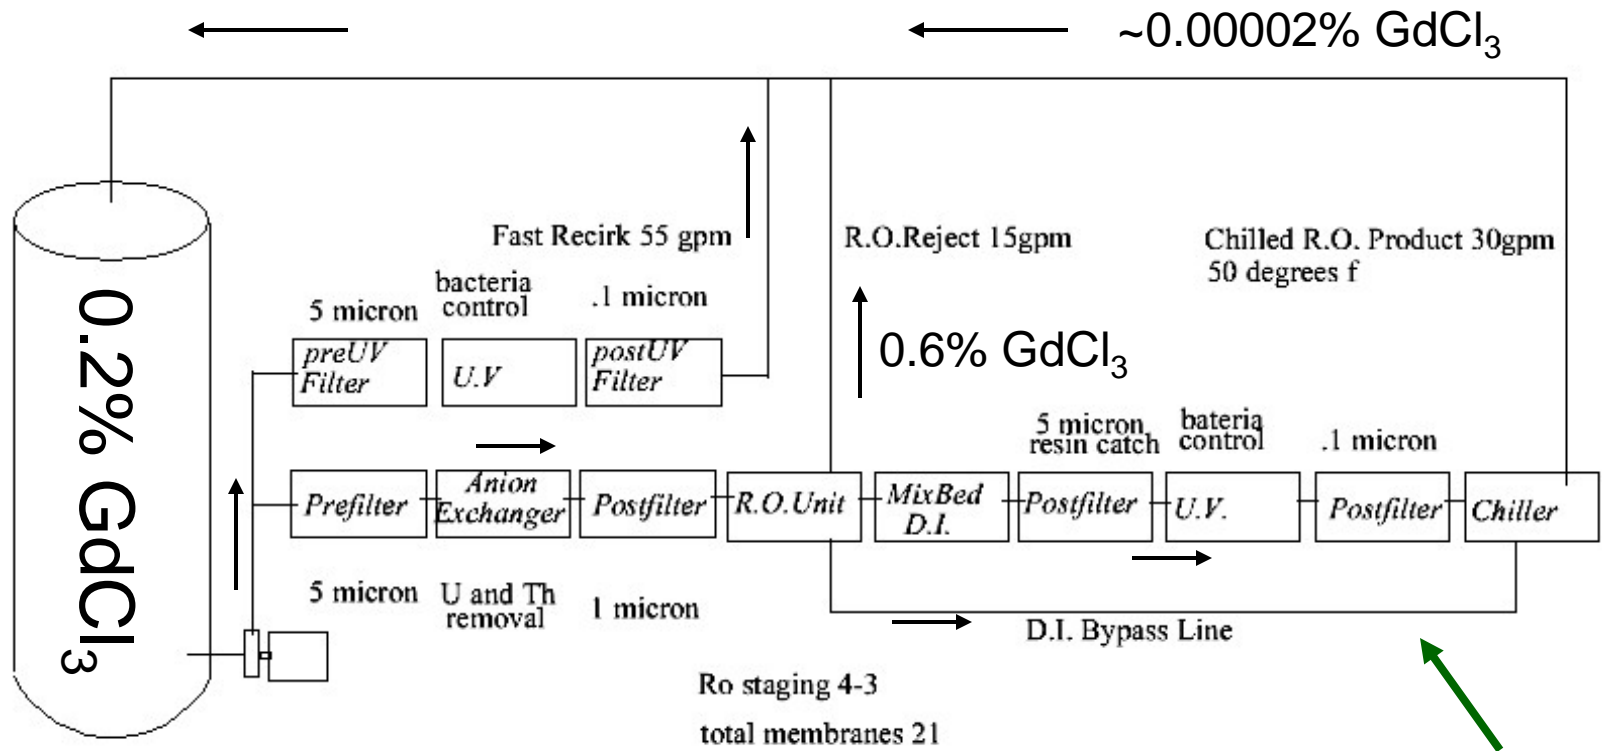 ~0.00002% GdCl3
Fast Recirk 55 gpm
R.O.Reject 15gpm
Chilled R.O. Product 30gpm
50 degrees f
5 micron
bacteria
control
.1 micron
preUV
Filter
U.V
postUV
Filter
0.6% GdCl3
0.2% GdCl3
5 micron
resin catch
bateria
control
.1 micron
Prefilter
Anion
Exchanger
Postfilter
R.O.Unit
MixBed
D.I.
Postfilter
U.V.
Postfilter
Chiller
5 micron
U and Th
removal
1 micron
D.I. Bypass Line
Ro staging 4-3
total membranes 21